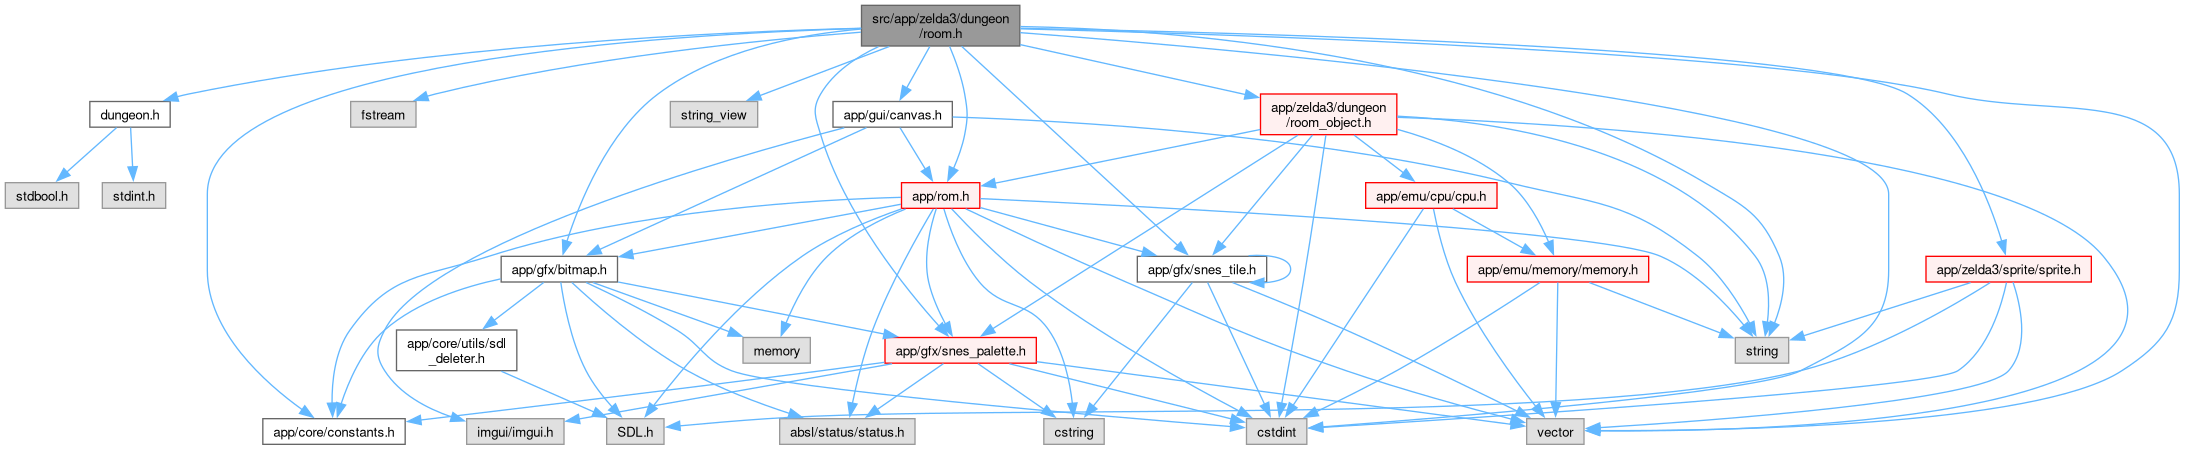 src/app/zelda3/dungeon
/room.h
dungeon.h
fstream
string_view
app/gui/canvas.h
app/zelda3/dungeon
/room_object.h
stdbool.h
stdint.h
app/rom.h
app/emu/cpu/cpu.h
app/gfx/bitmap.h
app/gfx/snes_tile.h
app/emu/memory/memory.h
app/zelda3/sprite/sprite.h
app/core/utils/sdl
_deleter.h
memory
app/gfx/snes_palette.h
string
app/core/constants.h
imgui/imgui.h
SDL.h
absl/status/status.h
cstring
cstdint
vector